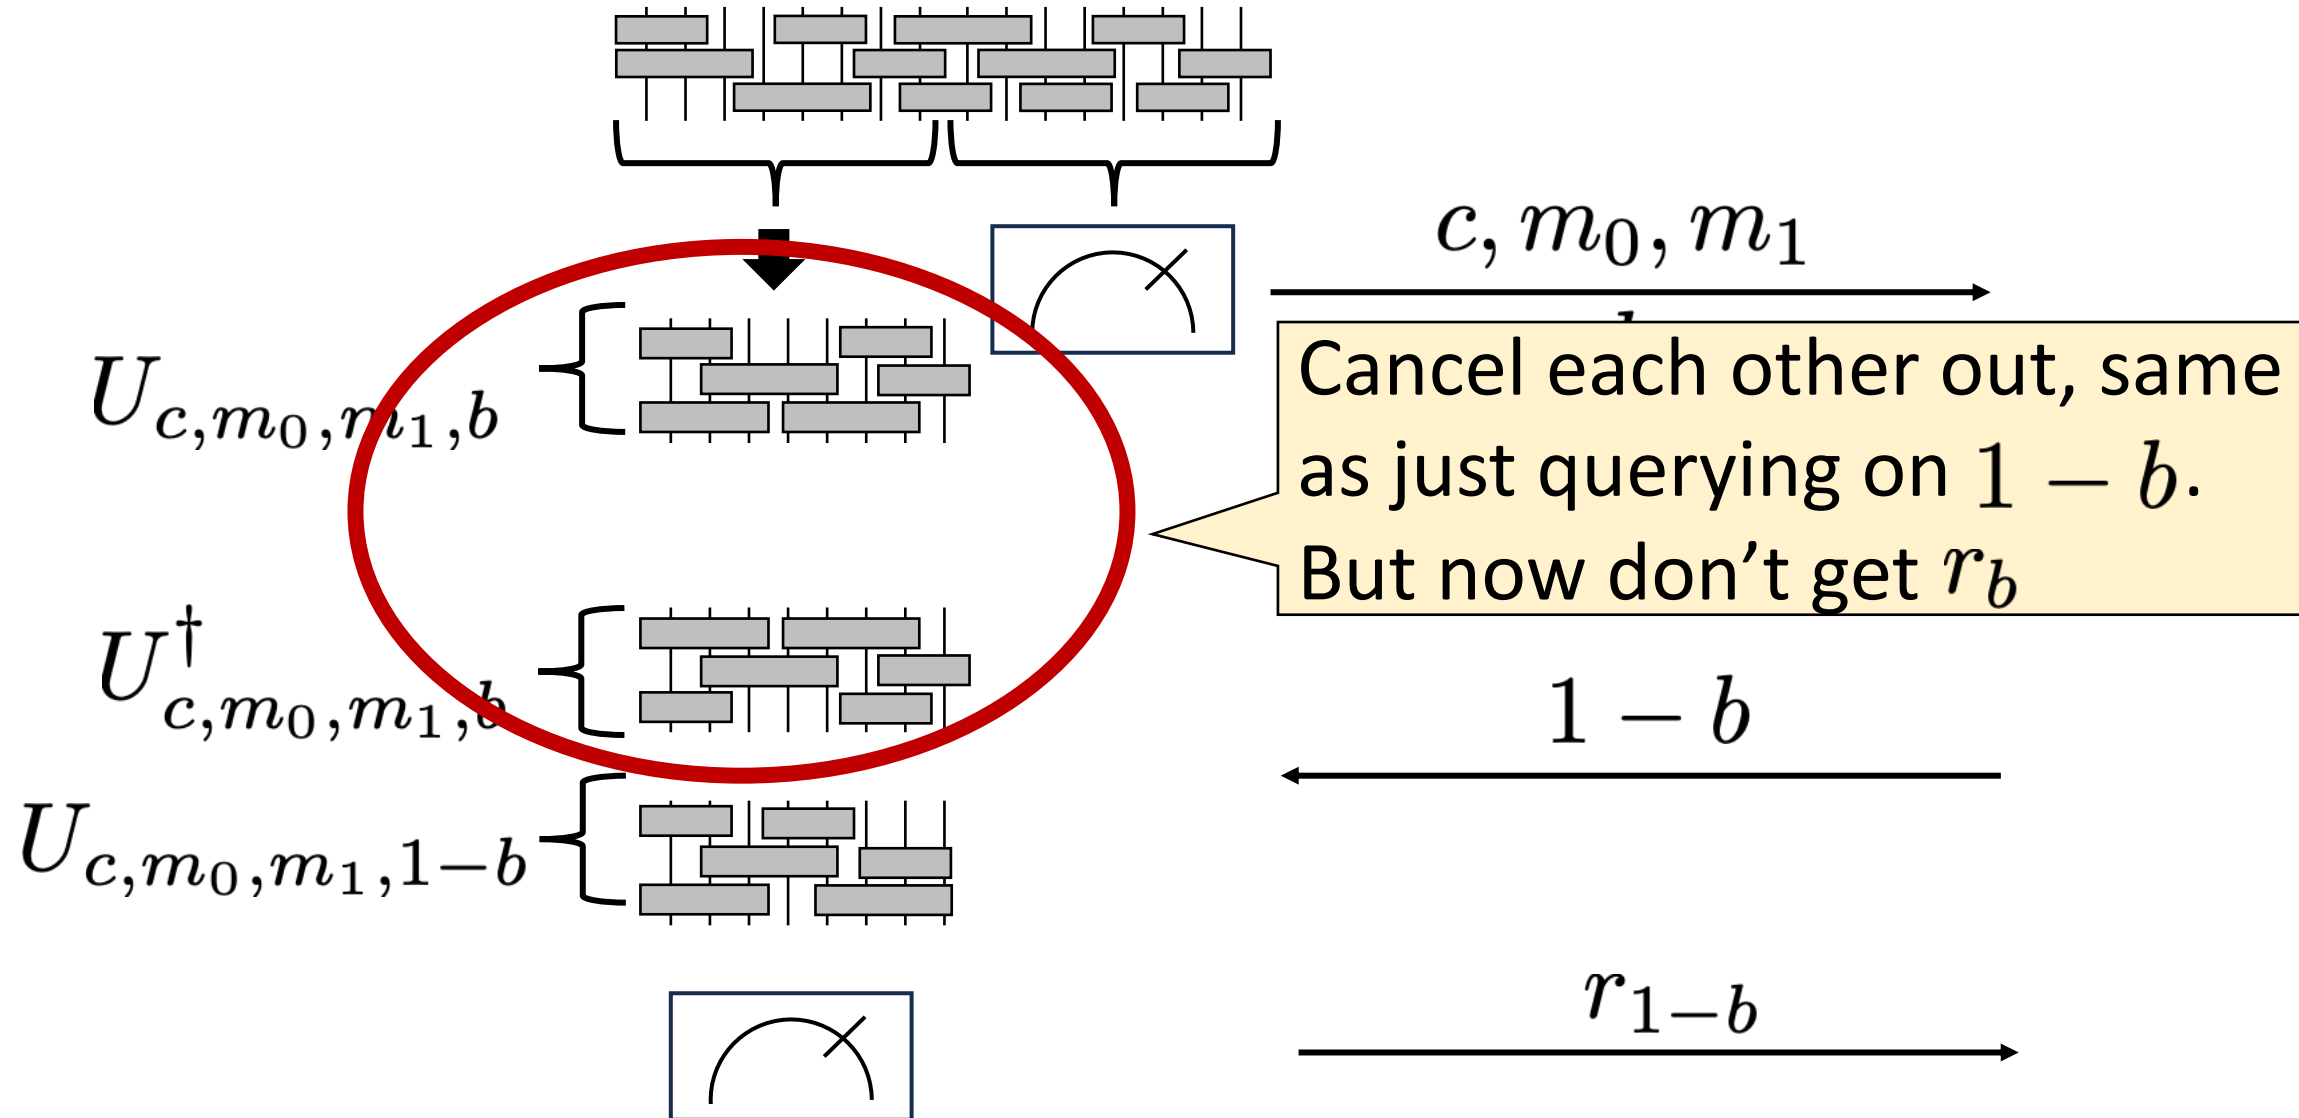 c, m₀, m₁
U_{c,m₀,m₁,b}
Cancel each other out, same
as just querying on 1 − b.
But now don’t get r_b
U†_{c,m₀,m₁,b}
1 − b
U_{c,m₀,m₁,1−b}
r_{1−b}